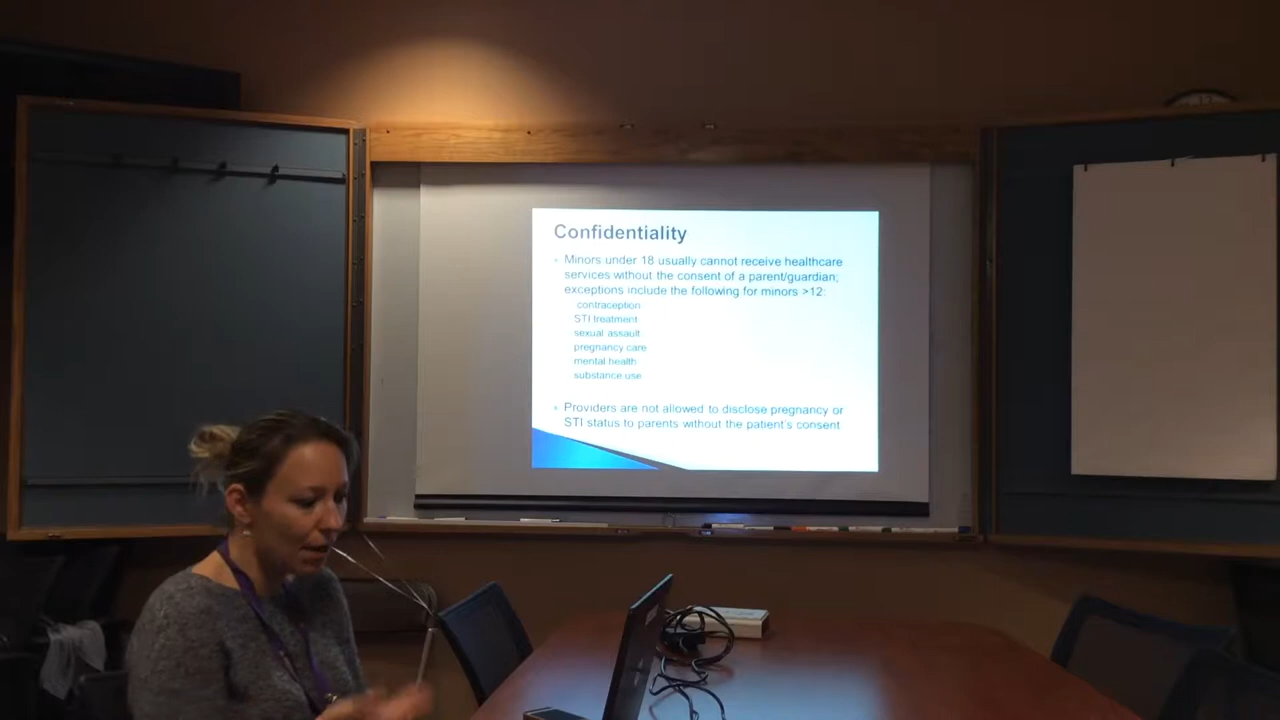 Confidentiality
Minors under 18 usually cannot receive healthcare
services without the consent of a parent/guardian;
exceptions include the following for minors >12:
contraception
STI treatment
sexual assault
pregnancy care
mental health
substance use
Providers are not allowed to disclose pregnancy or
STI status to parents without the patient's consent